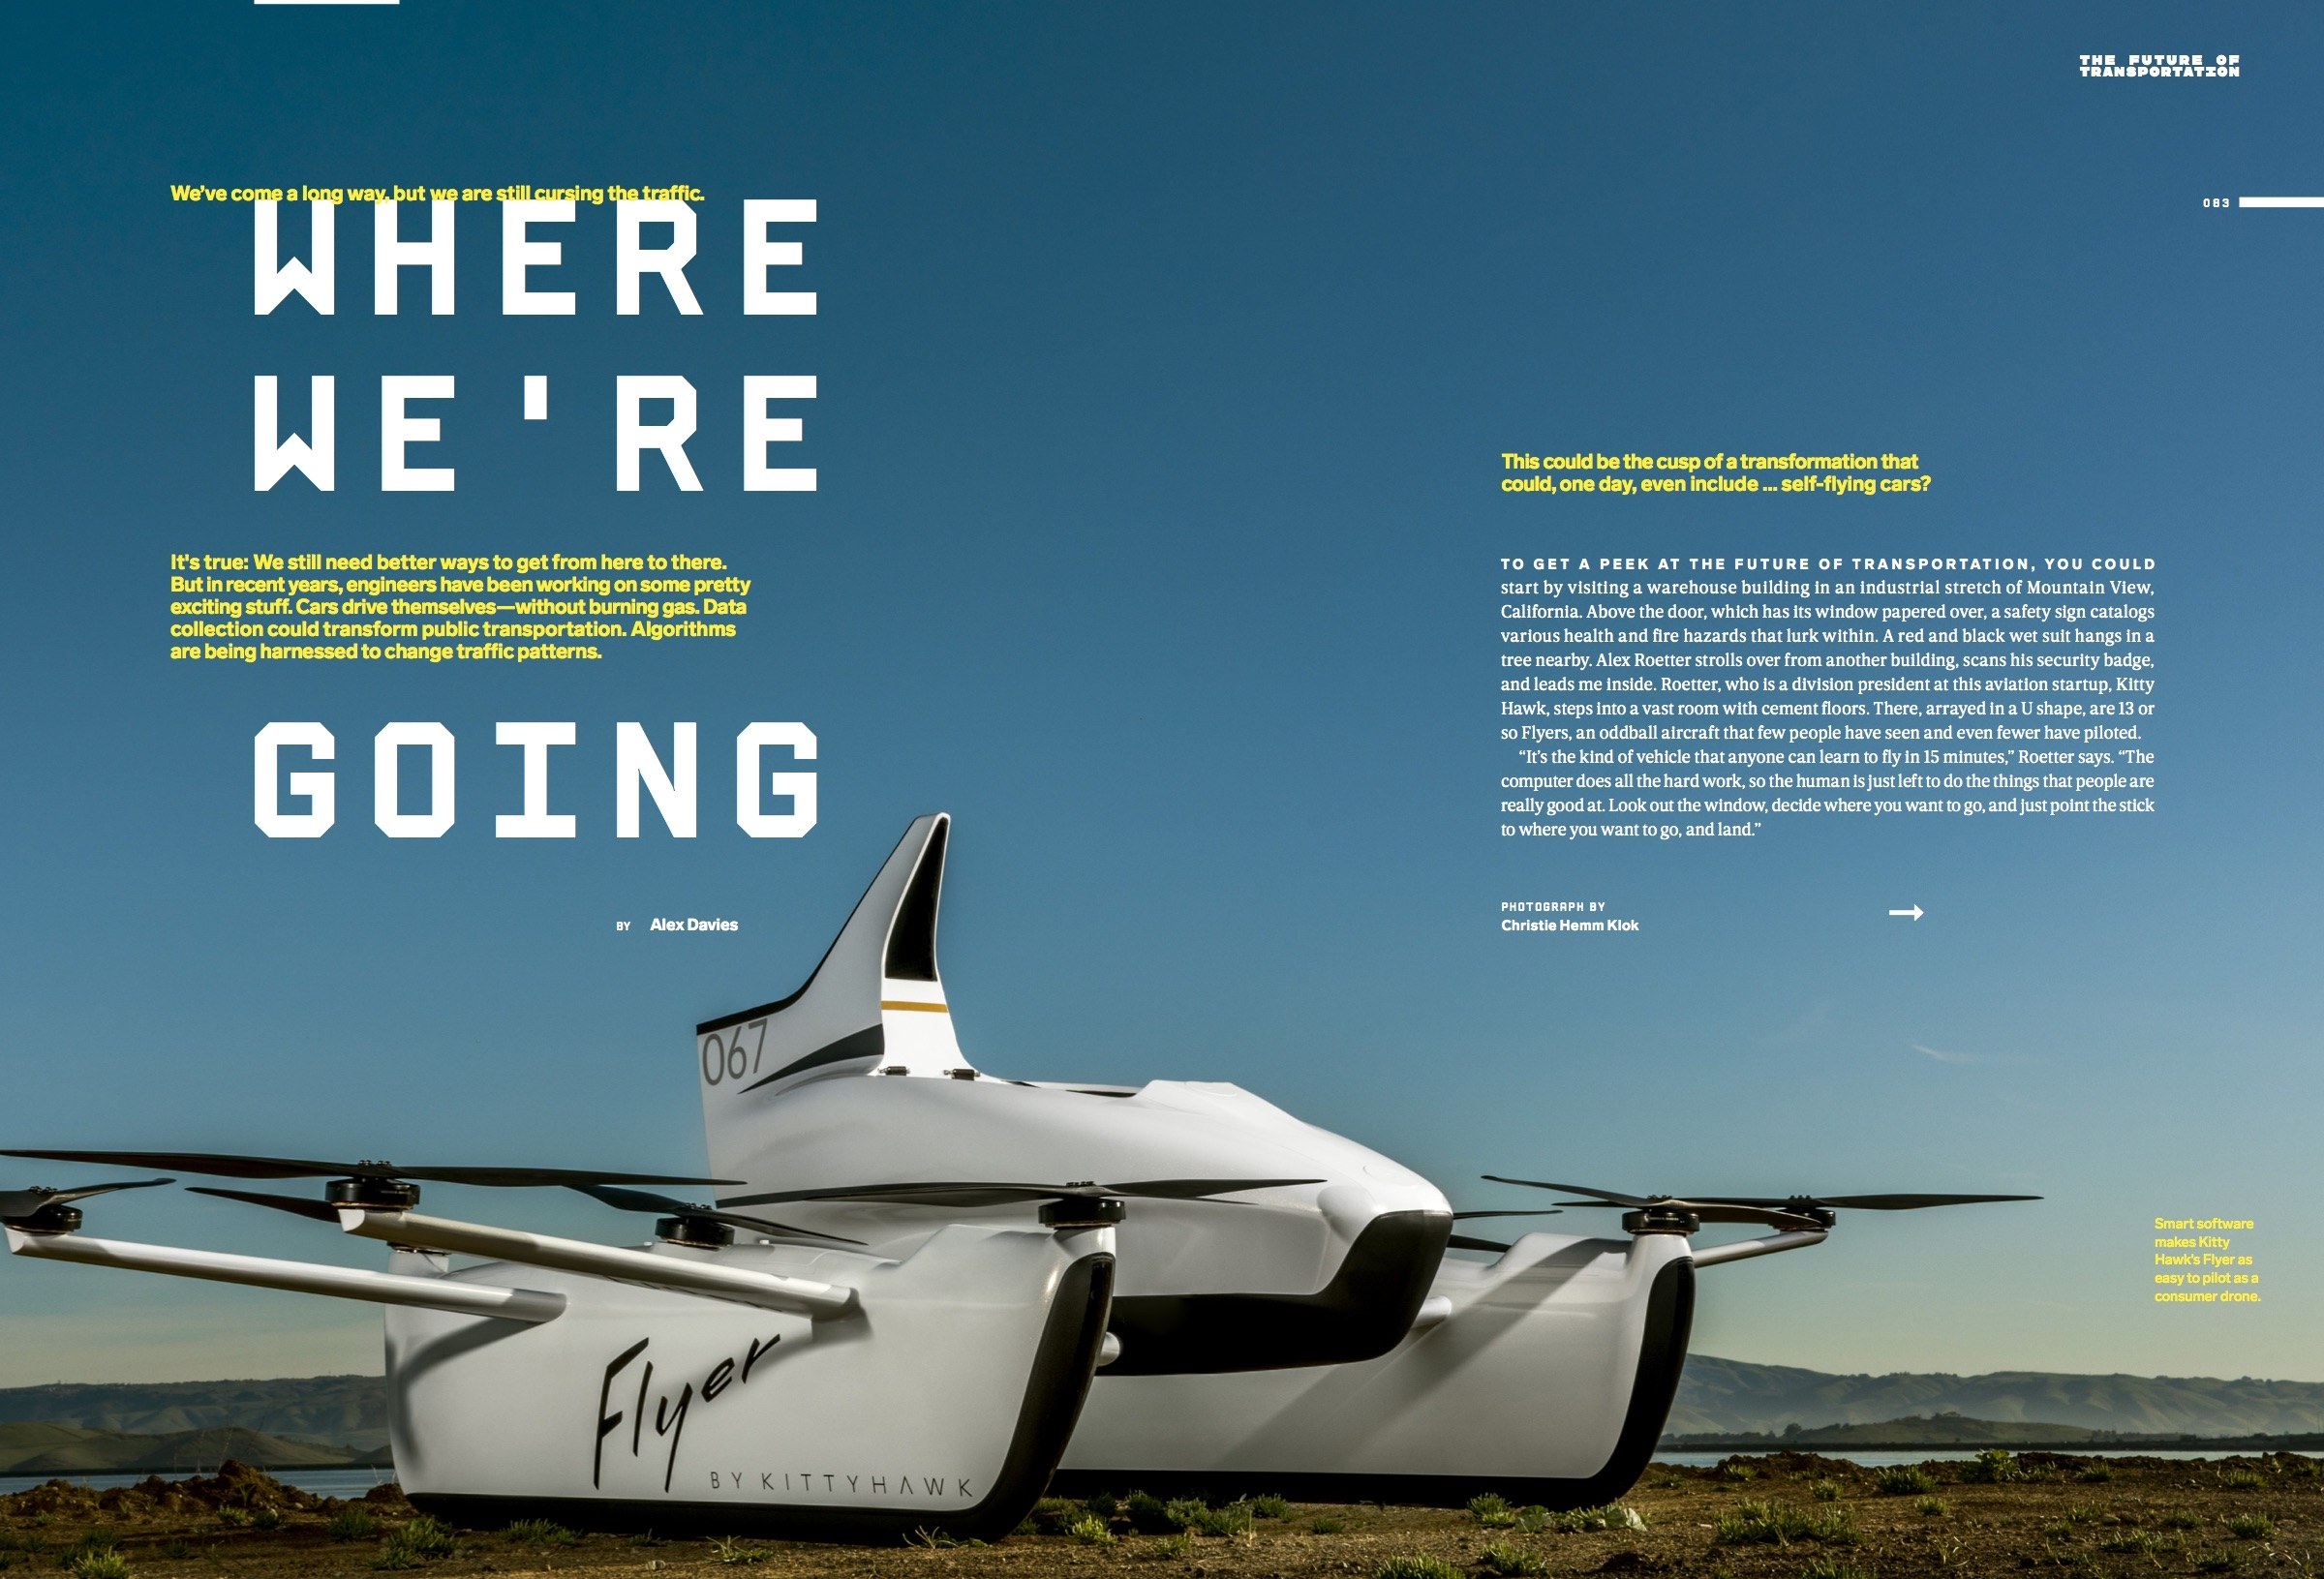 THE FUTURE OF
TRANSPORTATION
083
We've come a long way, but we are still cursing the traffic.
WHERE
WE'RE
It's true: We still need better ways to get from here to there.
But in recent years, engineers have been working on some pretty
exciting stuff. Cars drive themselves—without burning gas. Data
collection could transform public transportation. Algorithms
are being harnessed to change traffic patterns.
GOING
BY Alex Davies
This could be the cusp of a transformation that
could, one day, even include ... self-flying cars?
TO GET A PEEK AT THE FUTURE OF TRANSPORTATION, YOU COULD
start by visiting a warehouse building in an industrial stretch of Mountain View,
California. Above the door, which has its window papered over, a safety sign catalogs
various health and fire hazards that lurk within. A red and black wet suit hangs in a
tree nearby. Alex Roetter strolls over from another building, scans his security badge,
and leads me inside. Roetter, who is a division president at this aviation startup, Kitty
Hawk, steps into a vast room with cement floors. There, arrayed in a U shape, are 13 or
so Flyers, an oddball aircraft that few people have seen and even fewer have piloted.
“It's the kind of vehicle that anyone can learn to fly in 15 minutes,” Roetter says. “The
computer does all the hard work, so the human is just left to do the things that people are
really good at. Look out the window, decide where you want to go, and just point the stick
to where you want to go, and land.”
PHOTOGRAPH BY
Christie Hemm Klok
067
Flyer
BY KITTYHAWK
Smart software
makes Kitty
Hawk's Flyer as
easy to pilot as a
consumer drone.